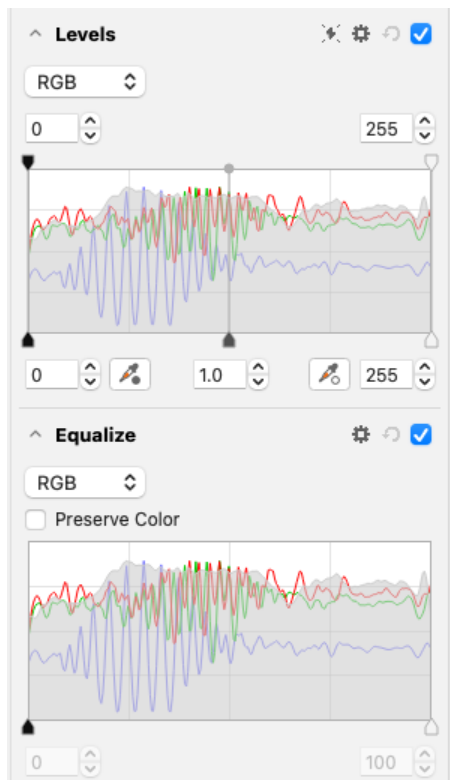 Levels
RGB
0 255
0 1.0 255
Equalize
RGB
Preserve Color
0 100